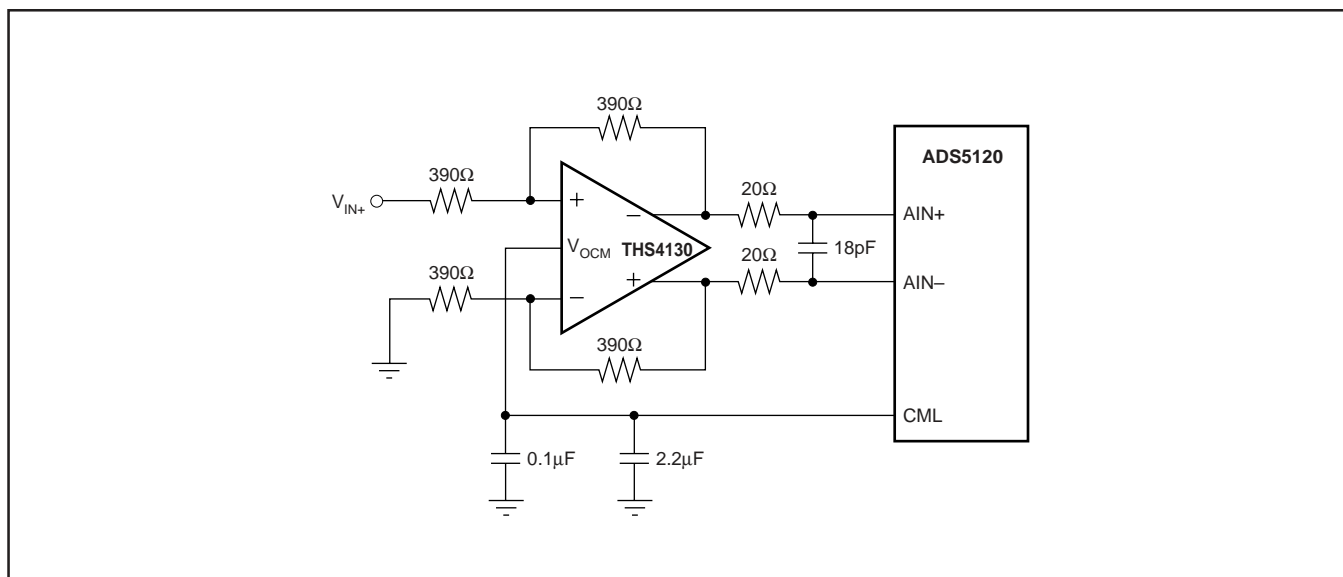 390Ω
ADS5120
390Ω
20Ω
V_IN+
+
−
AIN+
V_OCM THS4130
18pF
390Ω
20Ω
+
−
AIN–
390Ω
CML
0.1µF
2.2µF